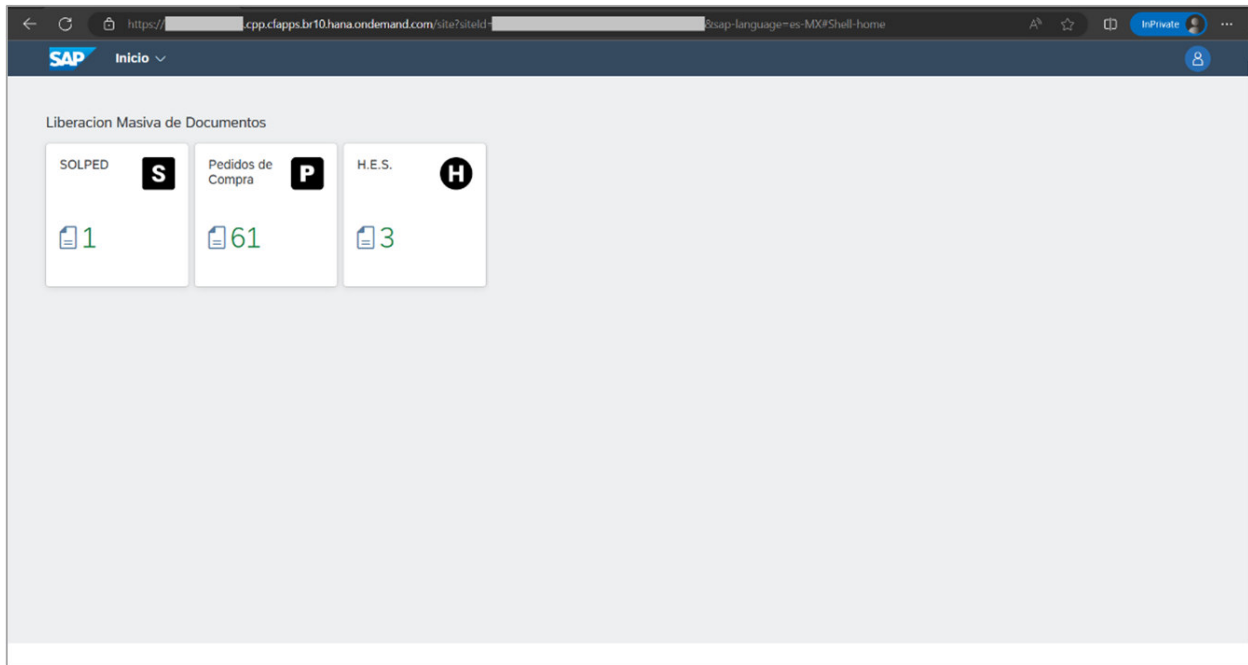 https:// .cpp.cfapps.br10.hana.ondemand.com/site?siteId= &sap-language=es-MX#Shell-home
InPrivate
SAP Inicio
Liberacion Masiva de Documentos
SOLPED S
1
Pedidos de Compra P
61
H.E.S. H
3